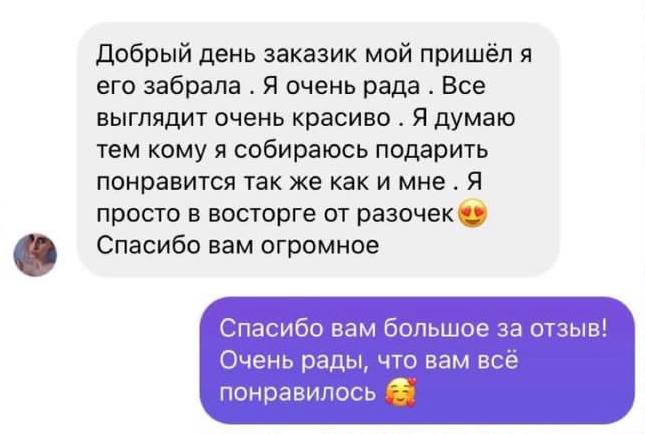 Добрый день заказик мой пришёл я
его забрала . Я очень рада . Все
выглядит очень красиво . Я думаю
тем кому я собираюсь подарить
понравится так же как и мне . Я
просто в восторге от разочек😍
Спасибо вам огромное
Спасибо вам большое за отзыв!
Очень рады, что вам всё
понравилось 🥰